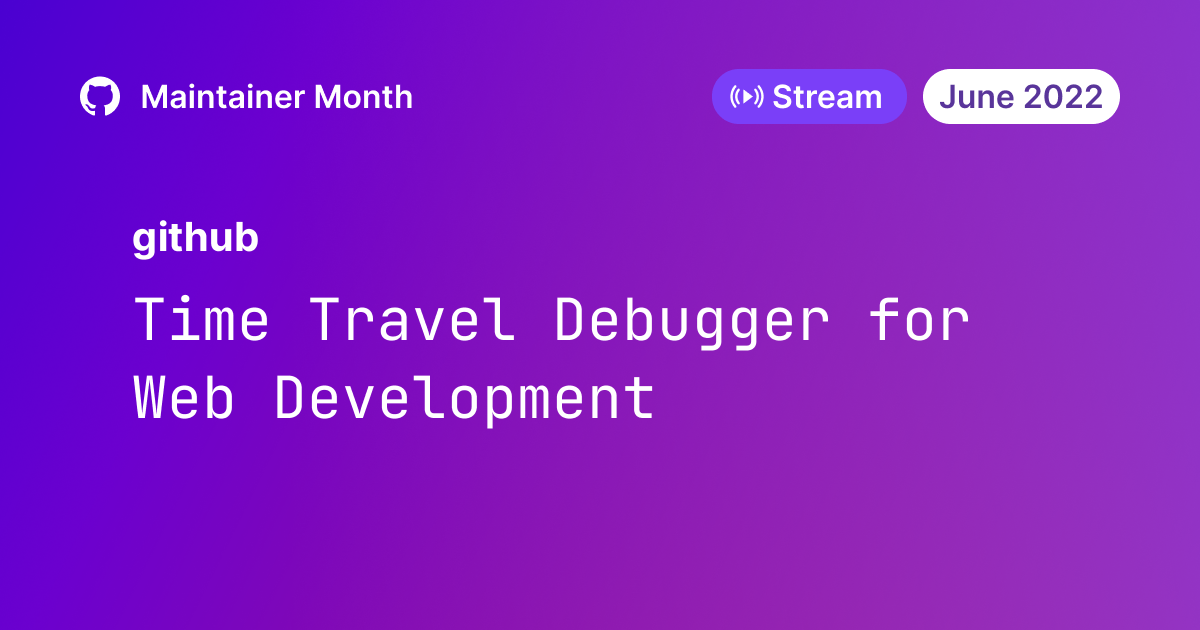 Maintainer Month
Stream
June 2022
github
Time Travel Debugger for
Web Development